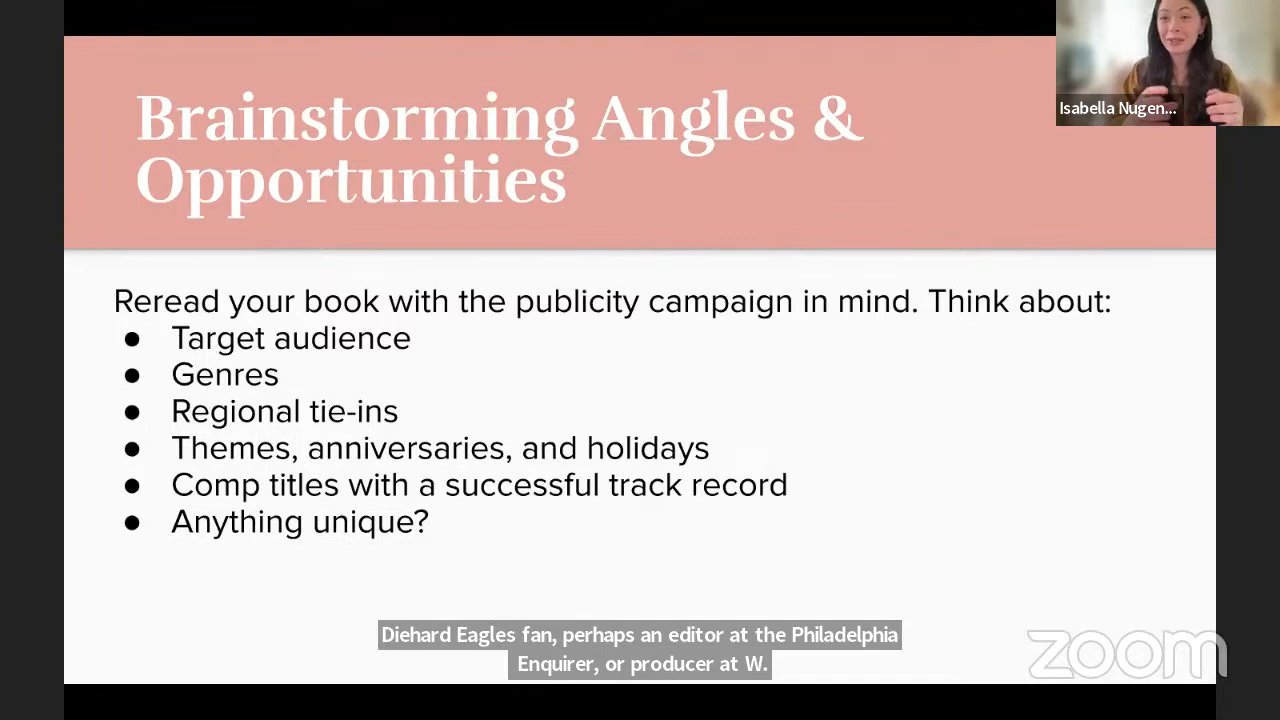 Brainstorming Angles &
Opportunities
Isabella Nugen...
Reread your book with the publicity campaign in mind. Think about:
● Target audience
● Genres
● Regional tie-ins
● Themes, anniversaries, and holidays
● Comp titles with a successful track record
● Anything unique?
Diehard Eagles fan, perhaps an editor at the Philadelphia
Enquirer, or producer at W.
zoom